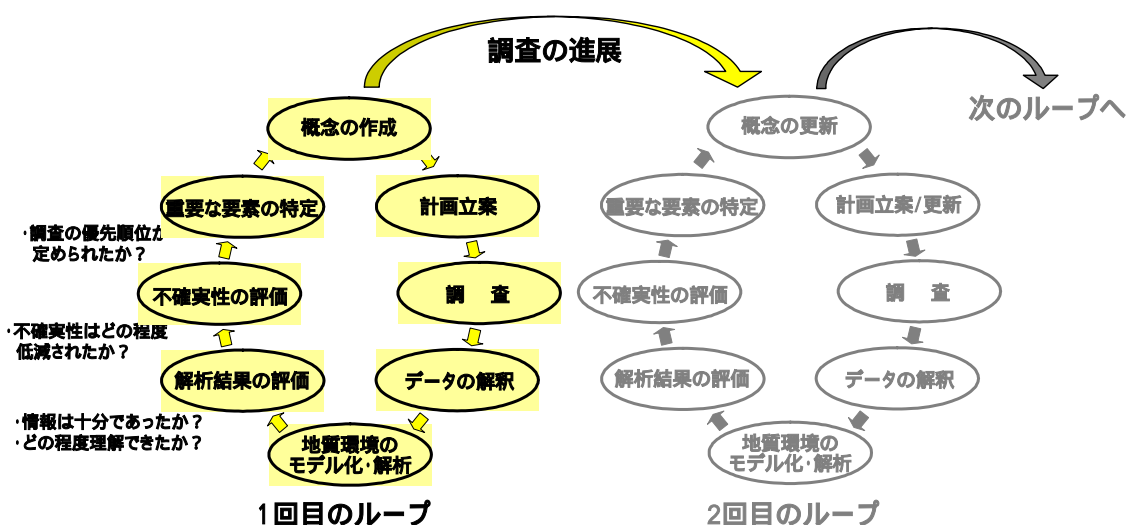 調査の進展
次のループへ
概念の作成
計画立案
調　査
データの解釈
地質環境の
モデル化・解析
解析結果の評価
不確実性の評価
重要な要素の特定
・調査の優先順位が
定められたか？
・不確実性はどの程度
低減されたか？
・情報は十分であったか？
・どの程度理解できたか？
1回目のループ
概念の更新
計画立案/更新
調　査
データの解釈
地質環境の
モデル化・解析
解析結果の評価
不確実性の評価
重要な要素の特定
2回目のループ